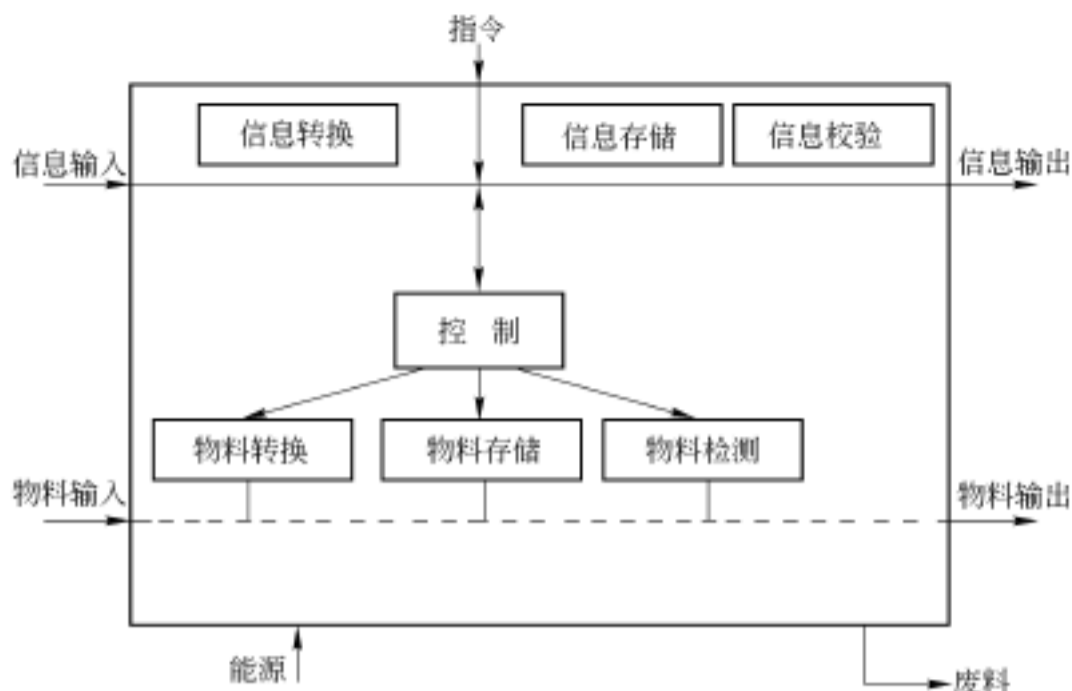 指令
信息转换
信息存储
信息校验
信息输入
信息输出
控 制
物料转换
物料存储
物料检测
物料输入
物料输出
能源
废料